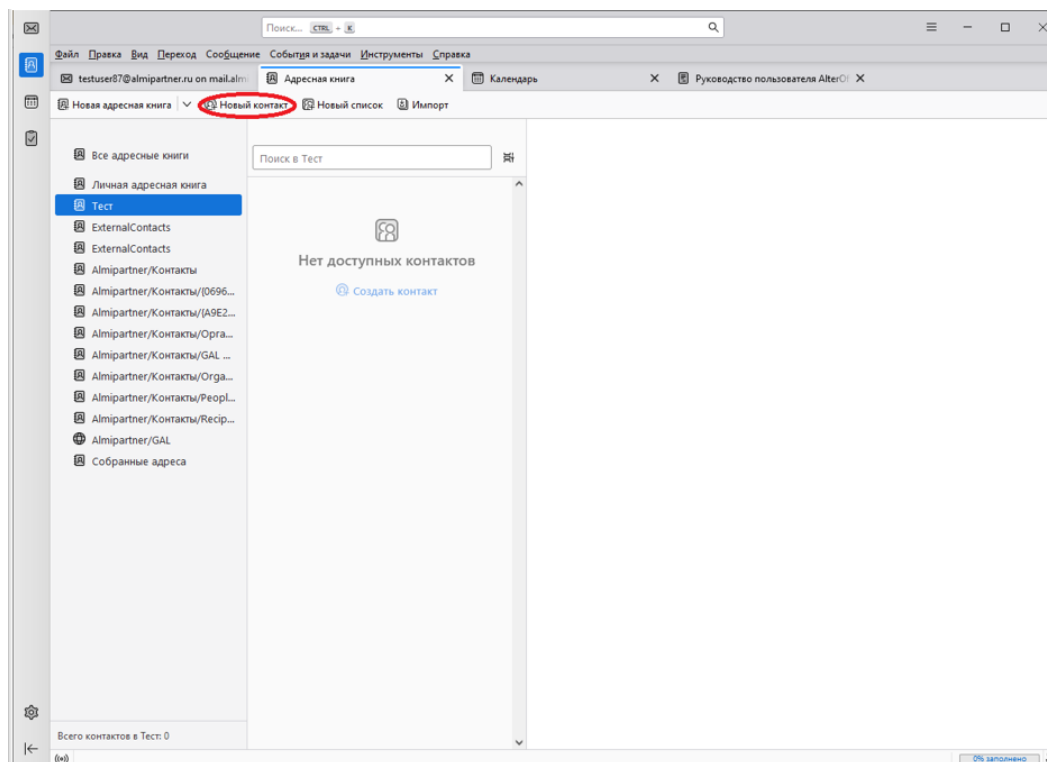 Поиск... CTRL + K
Файл Правка Вид Переход Сообщение События и задачи Инструменты Справка
testuser87@almipartner.ru on mail.alm Адресная книга Календарь Руководство пользователя AlterO
Новая адресная книга Новый контакт Новый список Импорт
Все адресные книги
Поиск в Тест
Личная адресная книга
Тест
ExternalContacts
ExternalContacts
Almipartner/Контакты
Almipartner/Контакты/{0696...
Almipartner/Контакты/{A9E2...
Almipartner/Контакты/Орга...
Almipartner/Контакты/GAL ...
Almipartner/Контакты/Orga...
Almipartner/Контакты/Peopl...
Almipartner/Контакты/Recip...
Almipartner/GAL
Собранные адреса
Нет доступных контактов
Создать контакт
Всего контактов в Тест: 0
0% заполнено